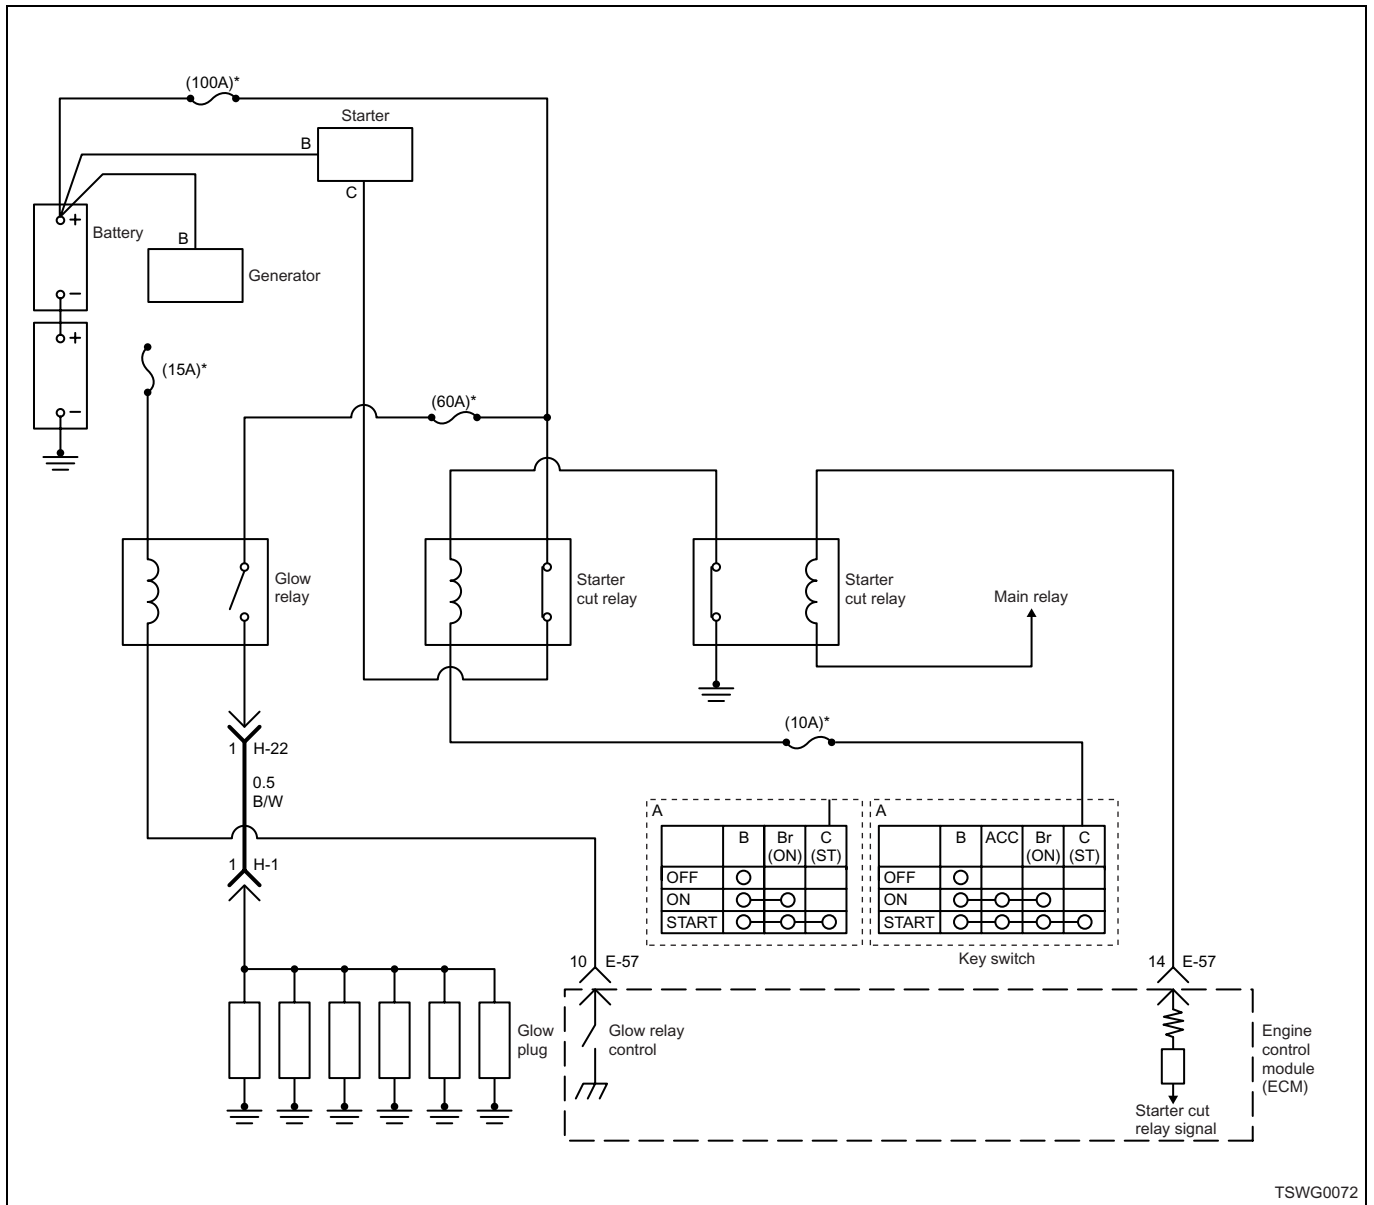 (100A)*
Starter
B
C
+
Battery
B
Generator
−
+
−
(15A)*
(60A)*
Glow
relay
Starter
cut relay
Starter
cut relay
Main relay
(10A)*
1 H-22
0.5
B/W
1 H-1
A
B Br (ON) C (ST)
OFF
ON
START
A
B ACC Br (ON) C (ST)
OFF
ON
START
Key switch
10 E-57
14 E-57
Glow
plug
Glow relay
control
Engine
control
module
(ECM)
Starter cut
relay signal
TSWG0072